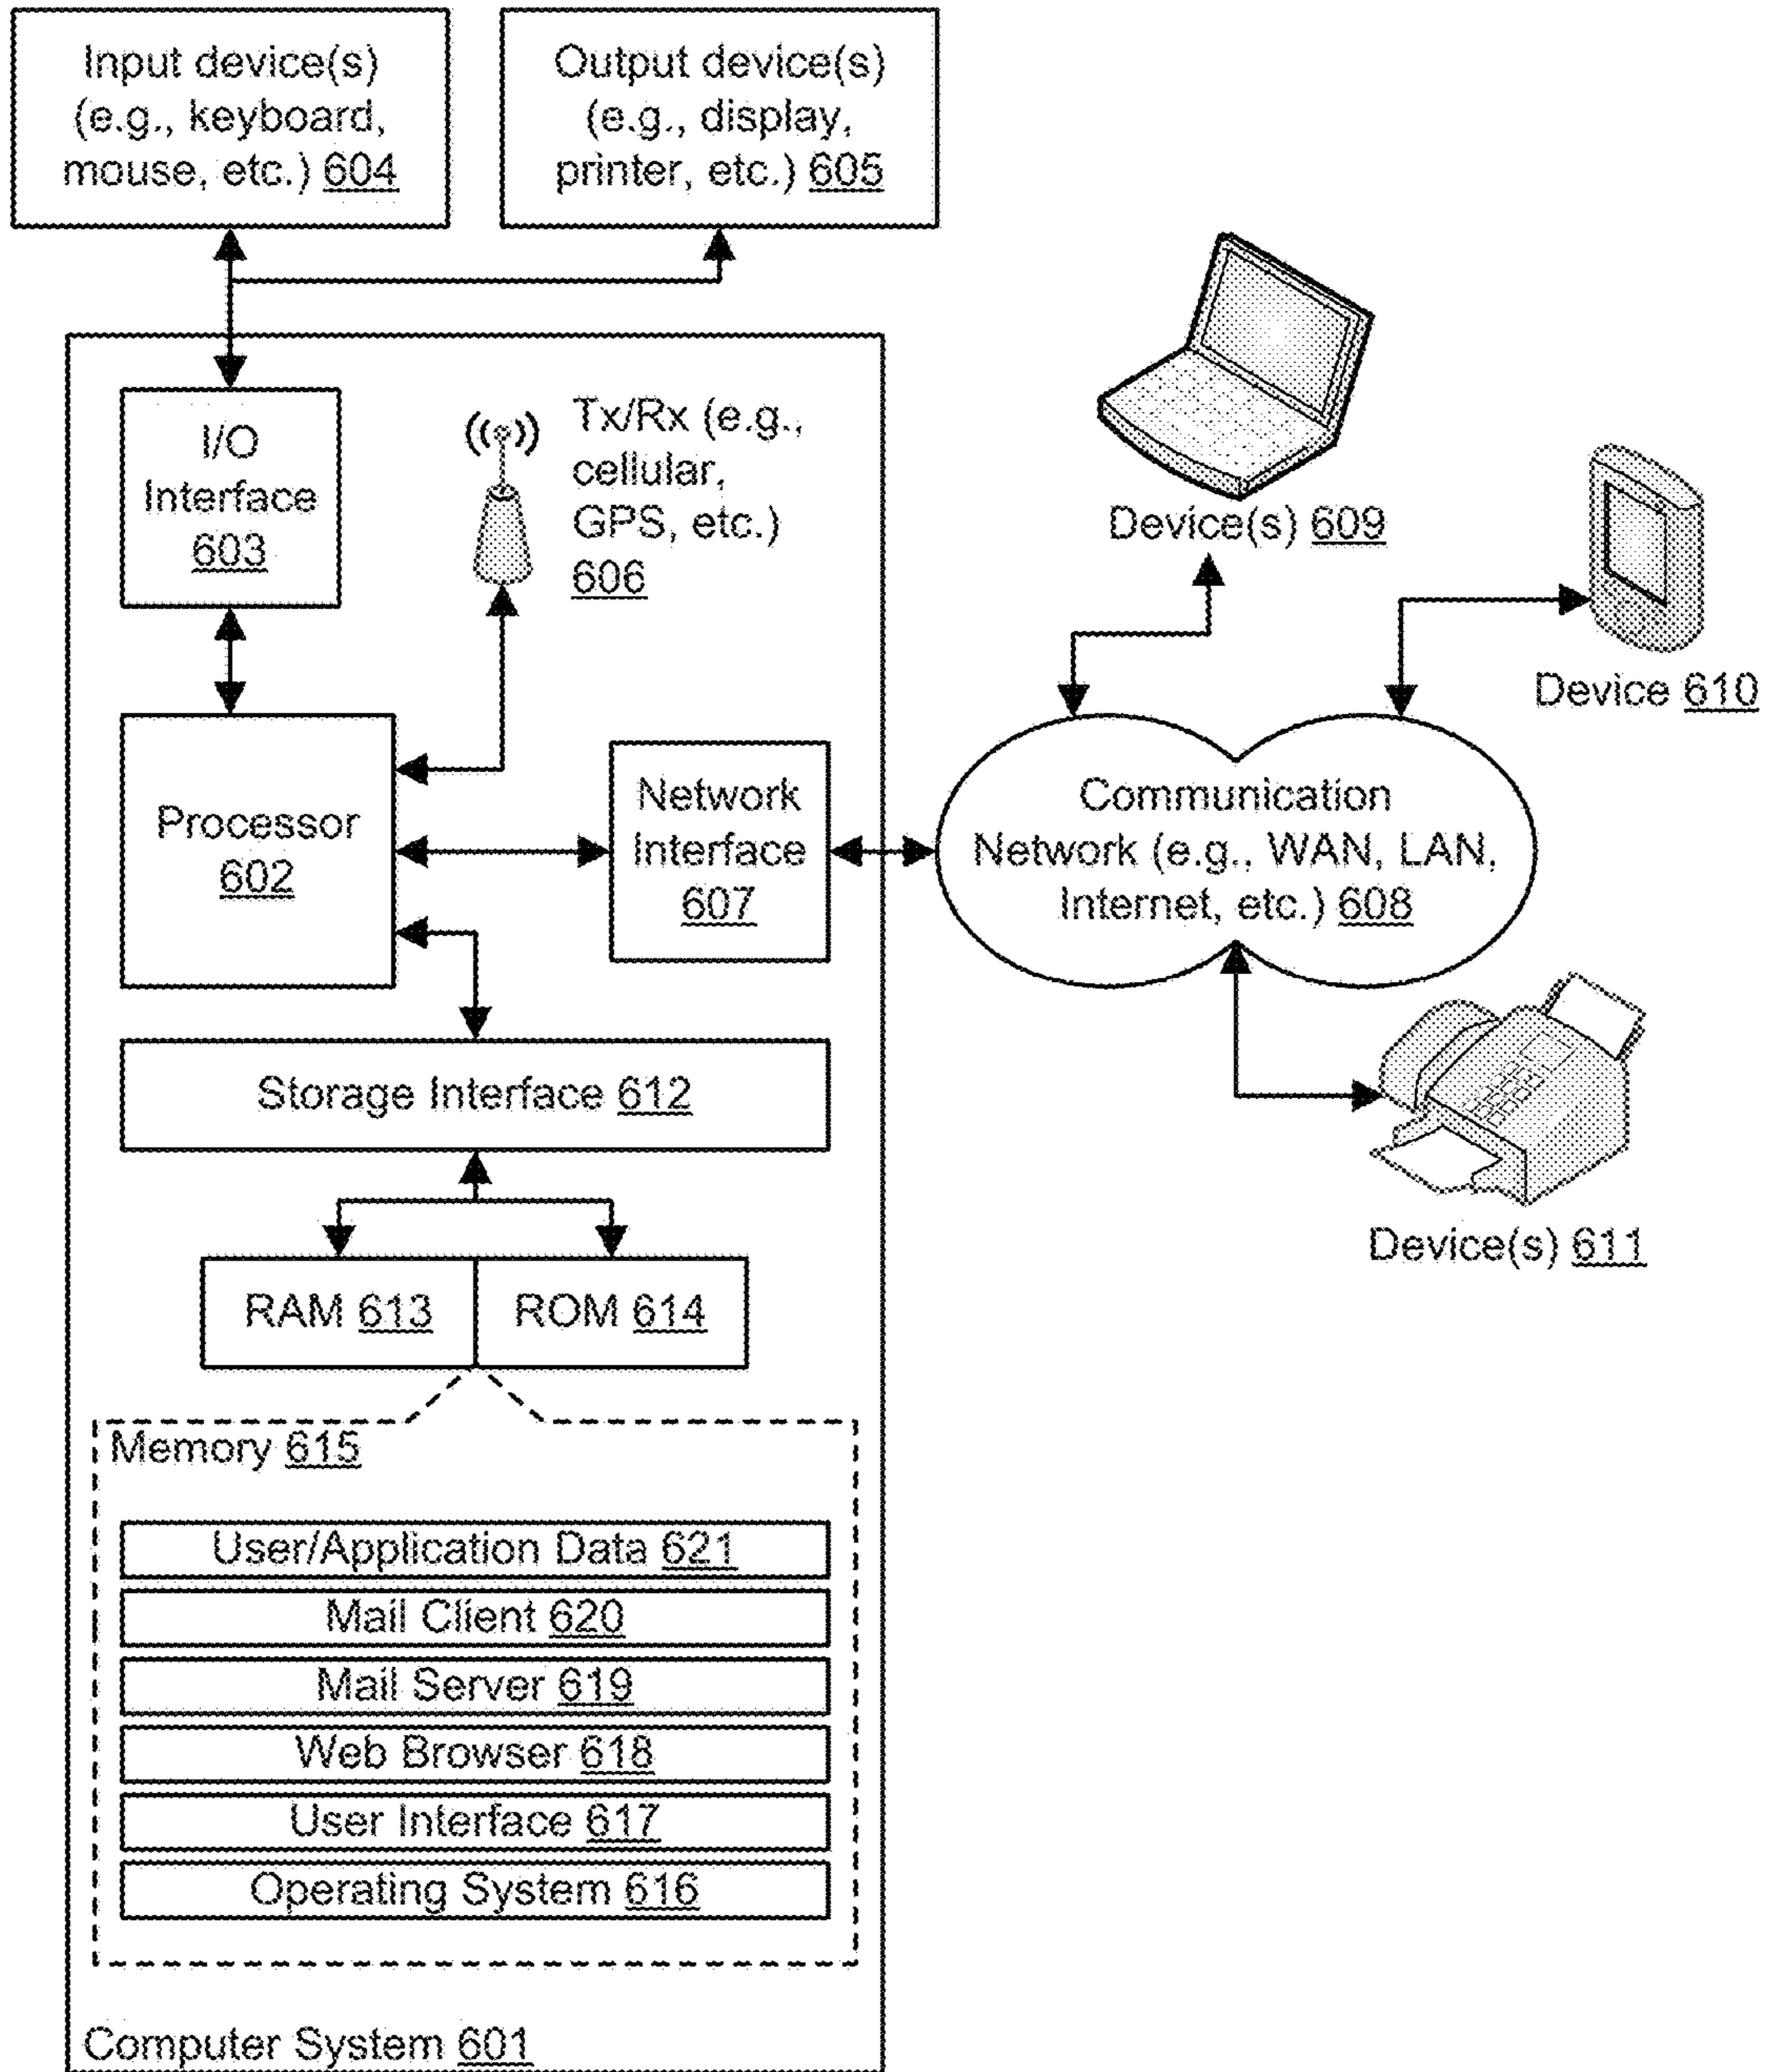 Input device(s)
(e.g., keyboard,
mouse, etc.) 604
Output device(s)
(e.g., display,
printer, etc.) 605
I/O
Interface
603
Tx/Rx (e.g.,
cellular,
GPS, etc.)
606
Device(s) 609
Device 610
Processor
602
Network
Interface
607
Communication
Network (e.g., WAN, LAN,
Internet, etc.) 608
Storage Interface 612
Device(s) 611
RAM 613
ROM 614
Memory 615
User/Application Data 621
Mail Client 620
Mail Server 619
Web Browser 618
User Interface 617
Operating System 616
Computer System 601